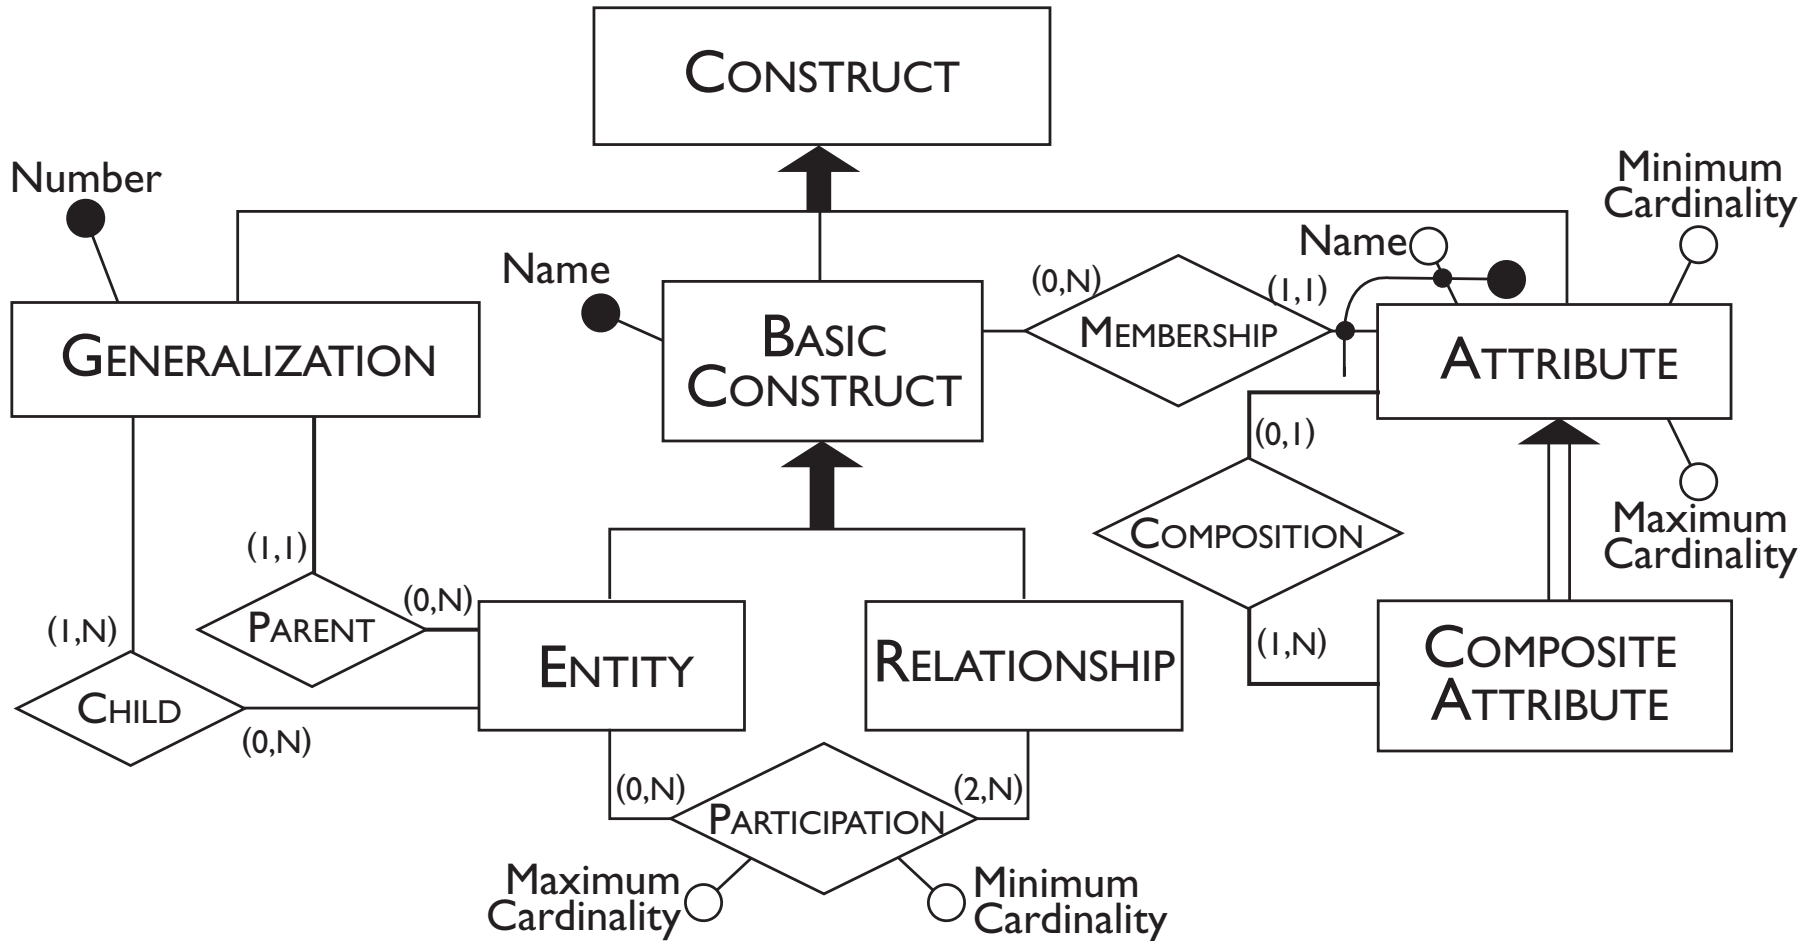 CONSTRUCT
Number
Minimum
Cardinality
Name
Name
(0,N)
(1,1)
GENERALIZATION
BASIC
CONSTRUCT
MEMBERSHIP
ATTRIBUTE
(0,1)
Maximum
Cardinality
COMPOSITION
(1,1)
(0,N)
PARENT
(1,N)
CHILD
(0,N)
ENTITY
RELATIONSHIP
(1,N)
COMPOSITE
ATTRIBUTE
(0,N)
(2,N)
PARTICIPATION
Maximum
Cardinality
Minimum
Cardinality